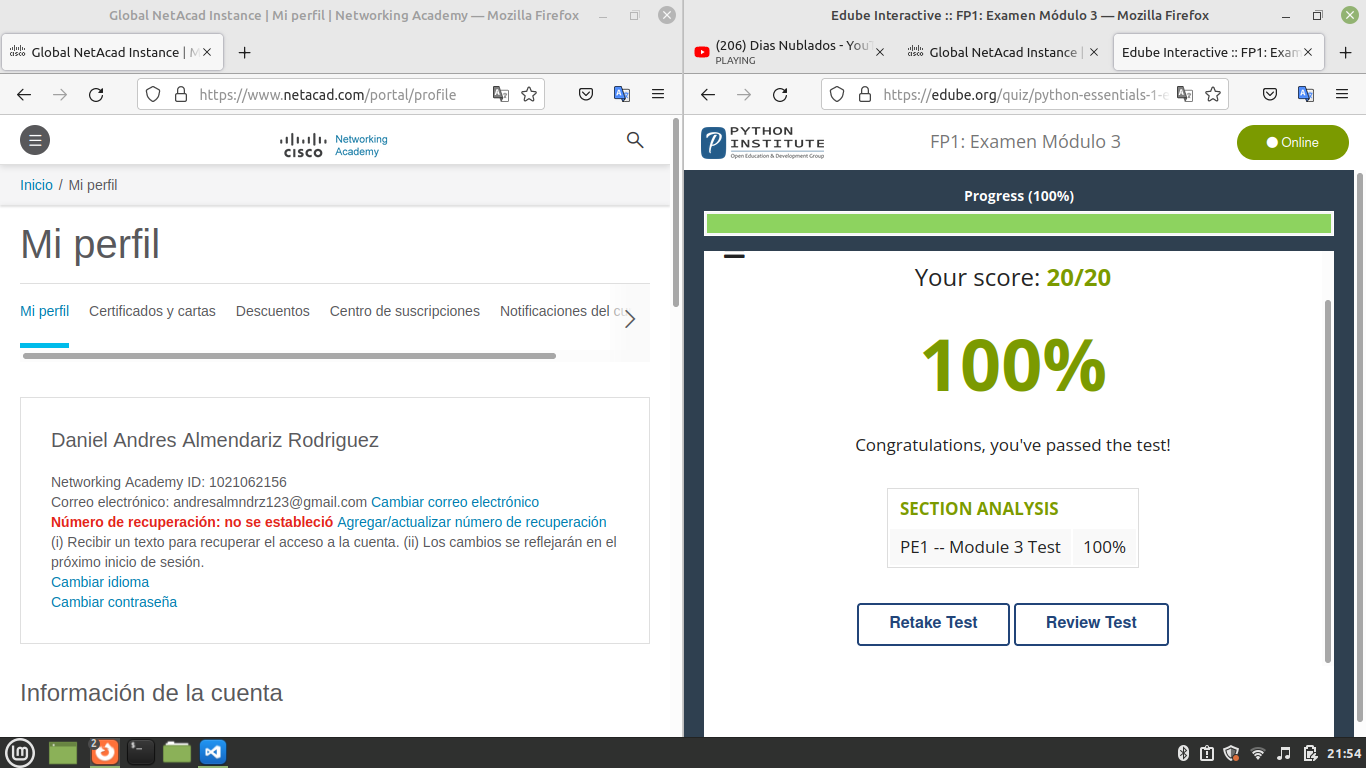 Global NetAcad Instance | Mi perfil | Networking Academy — Mozilla Firefox
Global NetAcad Instance | M
https://www.netacad.com/portal/profile
CISCO
Networking
Academy
Inicio / Mi perfil
Mi perfil
Mi perfil Certificados y cartas Descuentos Centro de suscripciones Notificaciones del cu
Daniel Andres Almendariz Rodriguez
Networking Academy ID: 1021062156
Correo electrónico: andresalmndrz123@gmail.com Cambiar correo electrónico
Número de recuperación: no se estableció Agregar/actualizar número de recuperación
(i) Recibir un texto para recuperar el acceso a la cuenta. (ii) Los cambios se reflejarán en el
próximo inicio de sesión.
Cambiar idioma
Cambiar contraseña
Información de la cuenta
Edube Interactive :: FP1: Examen Módulo 3 — Mozilla Firefox
(206) Dias Nublados - YouT
PLAYING
Global NetAcad Instance |
Edube Interactive :: FP1: Exam
https://edube.org/quiz/python-essentials-1-e
PYTHON
INSTITUTE
Open Education & Development Group
FP1: Examen Módulo 3
Online
Progress (100%)
Your score: 20/20
100%
Congratulations, you've passed the test!
SECTION ANALYSIS
PE1 -- Module 3 Test 100%
Retake Test Review Test
2
21:54